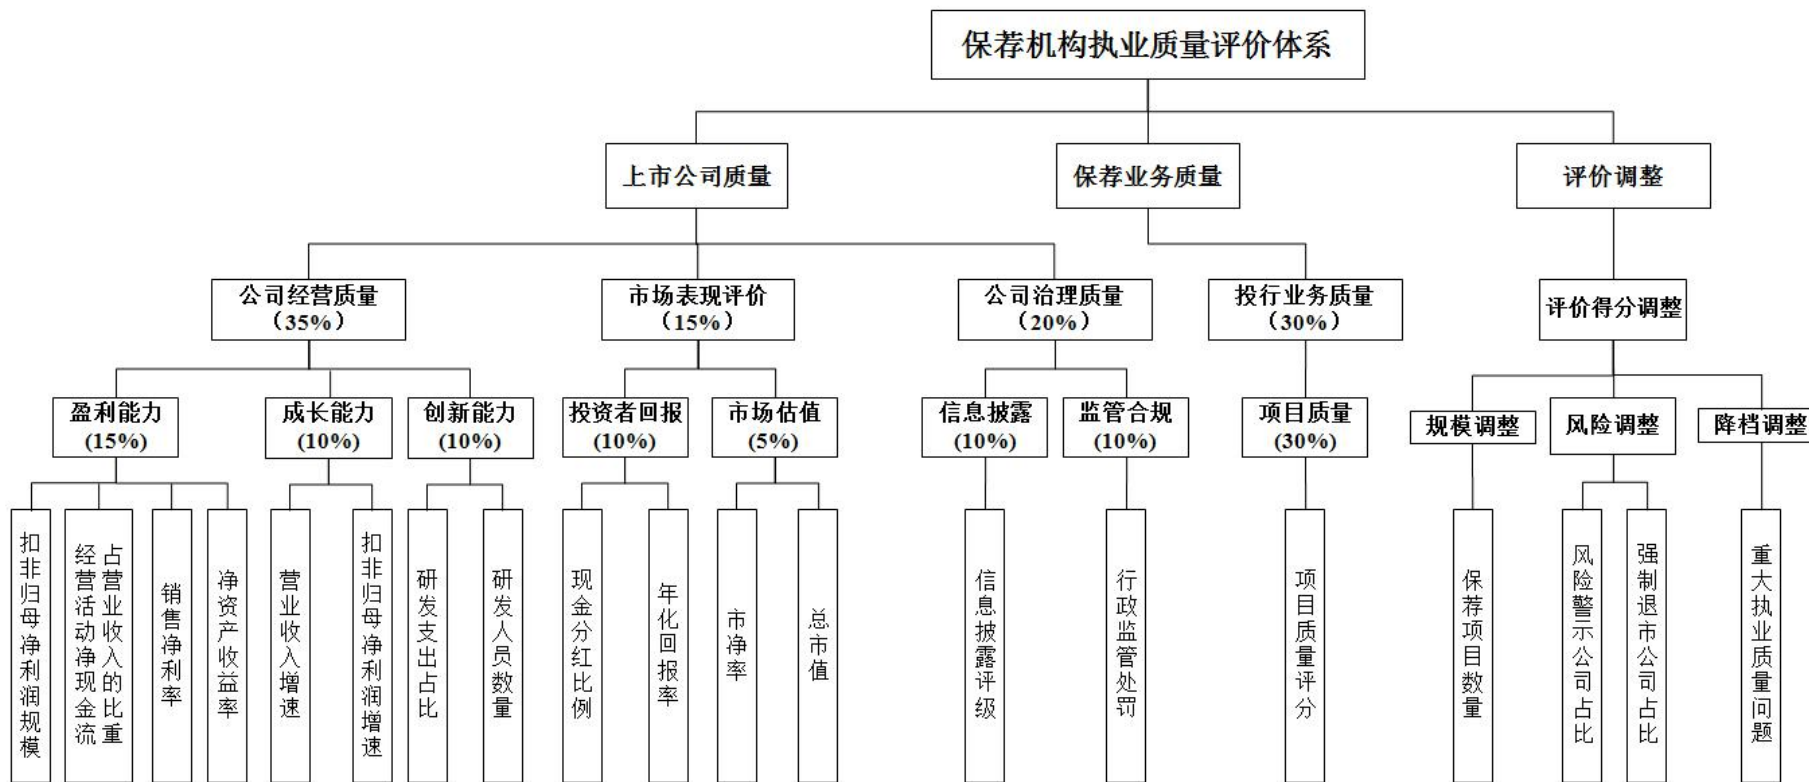 保荐机构执业质量评价体系
上市公司质量
保荐业务质量
评价调整
公司经营质量
（35%）
市场表现评价
（15%）
公司治理质量
（20%）
投行业务质量
（30%）
评价得分调整
盈利能力
(15%)
成长能力
(10%)
创新能力
(10%)
投资者回报
(10%)
市场估值
(5%)
信息披露
(10%)
监管合规
(10%)
项目质量
(30%)
规模调整
风险调整
降档调整
扣非归母净利润规模
经营活动净现金流
占营业收入的比重
销售净利率
净资产收益率
营业收入增速
扣非归母净利润增速
研发支出占比
研发人员数量
现金分红比例
年化回报率
市净率
总市值
信息披露评级
行政监管处罚
项目质量评分
保荐项目数量
风险警示公司占比
强制退市公司占比
重大执业质量问题